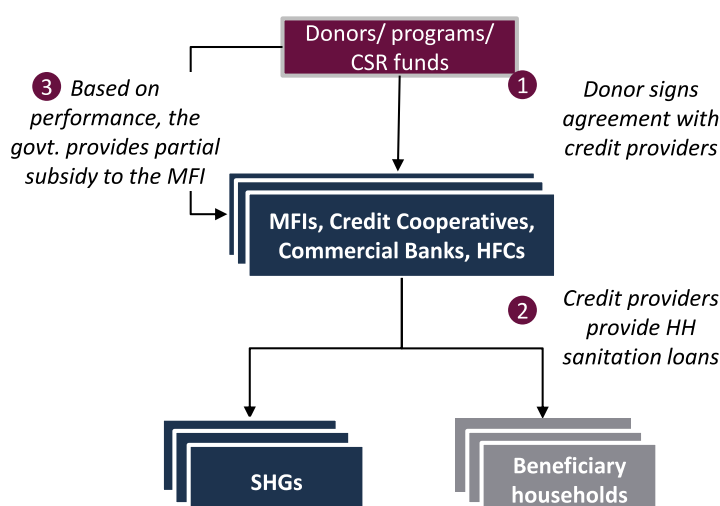 Donors/ programs/
CSR funds
1
Donor signs
agreement with
credit providers
3 Based on
performance, the
govt. provides partial
subsidy to the MFI
MFIs, Credit Cooperatives,
Commercial Banks, HFCs
2
Credit providers
provide HH
sanitation loans
SHGs
Beneficiary
households